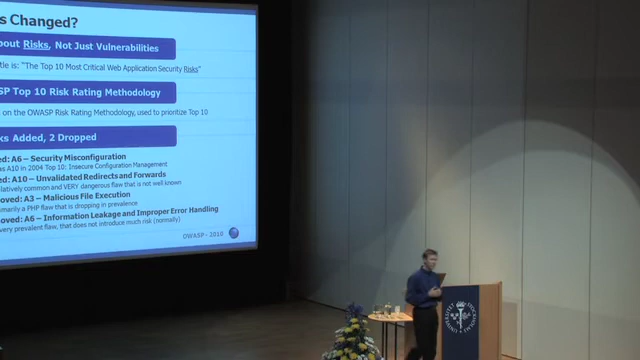 s Changed?
bout Risks, Not Just Vulnerabilities
tle is: "The Top 10 Most Critical Web Application Security Risks"
SP Top 10 Risk Rating Methodology
on the OWASP Risk Rating Methodology, used to prioritize Top 10
ks Added, 2 Dropped
ed: A6 – Security Misconfiguration
as A10 in 2004 Top 10: Insecure Configuration Management
ed: A10 – Unvalidated Redirects and Forwards
latively common and VERY dangerous flaw that is not well known
oved: A3 – Malicious File Execution
imarily a PHP flaw that is dropping in prevalence
oved: A6 – Information Leakage and Improper Error Handling
very prevalent flaw, that does not introduce much risk (normally)
OWASP - 2010